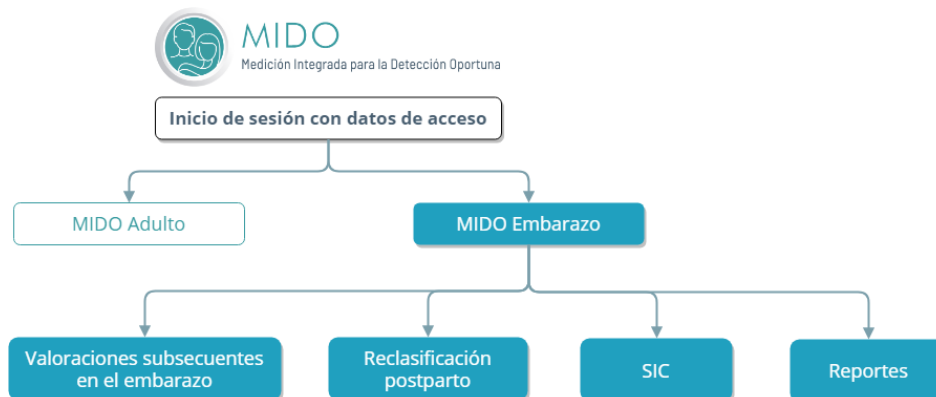 MIDO
Medición Integrada para la Detección Oportuna
Inicio de sesión con datos de acceso
MIDO Adulto
MIDO Embarazo
Valoraciones subsecuentes
en el embarazo
Reclasificación
postparto
SIC
Reportes